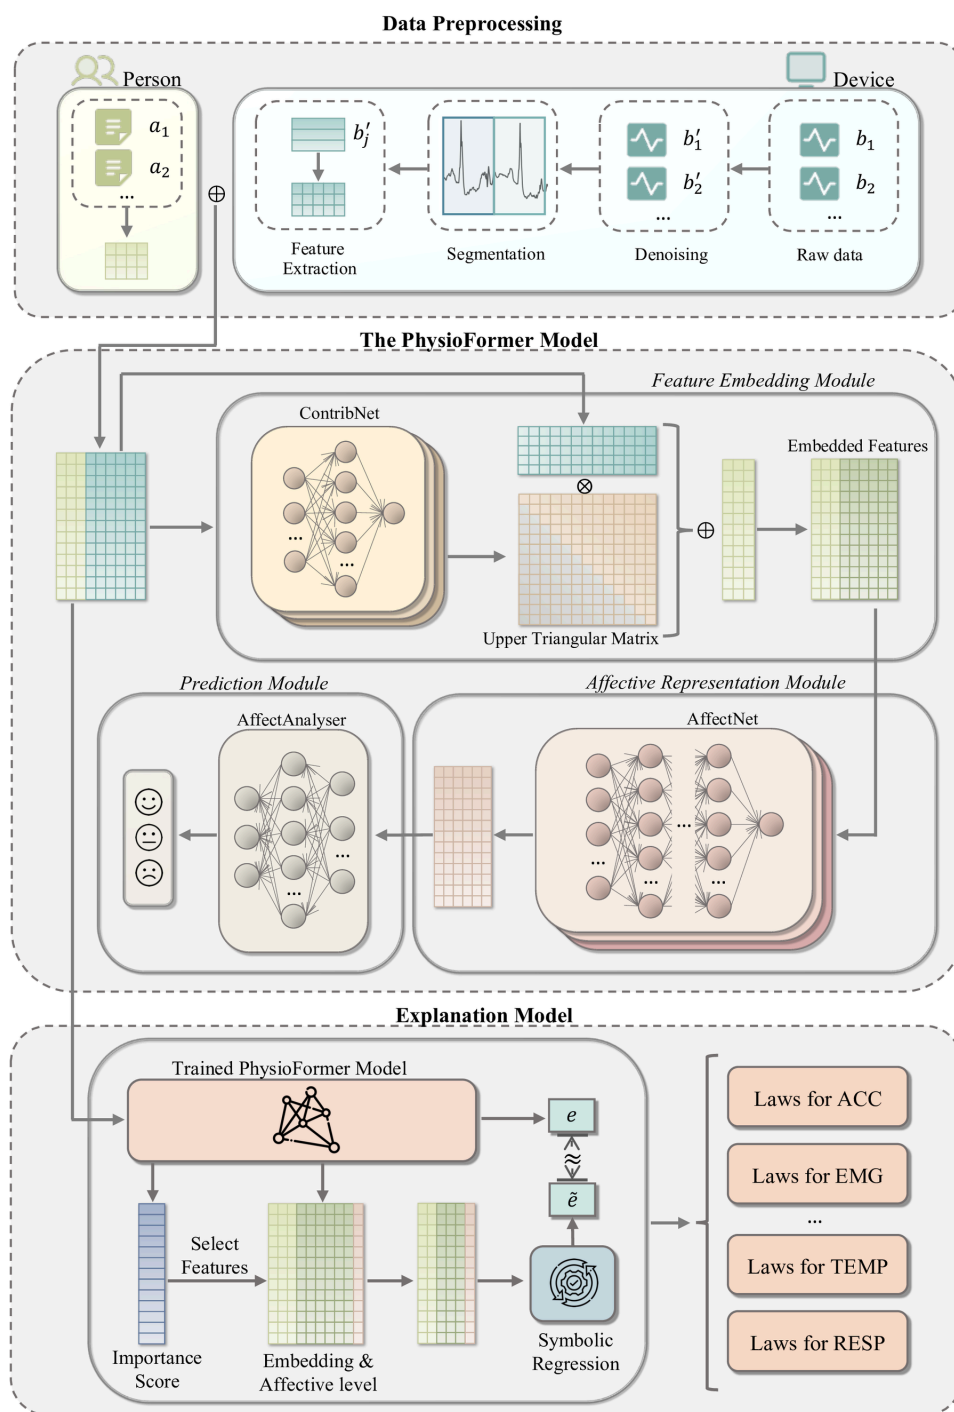 Data Preprocessing
Person
Device
a₁
a₂
...
⊕
b′ⱼ
b′₁
b′₂
...
b₁
b₂
...
Feature
Extraction
Segmentation
Denoising
Raw data
The PhysioFormer Model
Feature Embedding Module
ContribNet
...
...
⊗
Upper Triangular Matrix
⊕
Embedded Features
Prediction Module
AffectAnalyser
...
...
Affective Representation Module
AffectNet
...
...
...
...
Explanation Model
Trained PhysioFormer Model
e
≈
ẽ
Select
Features
Importance
Score
Embedding &
Affective level
Symbolic
Regression
Laws for ACC
Laws for EMG
...
Laws for TEMP
Laws for RESP